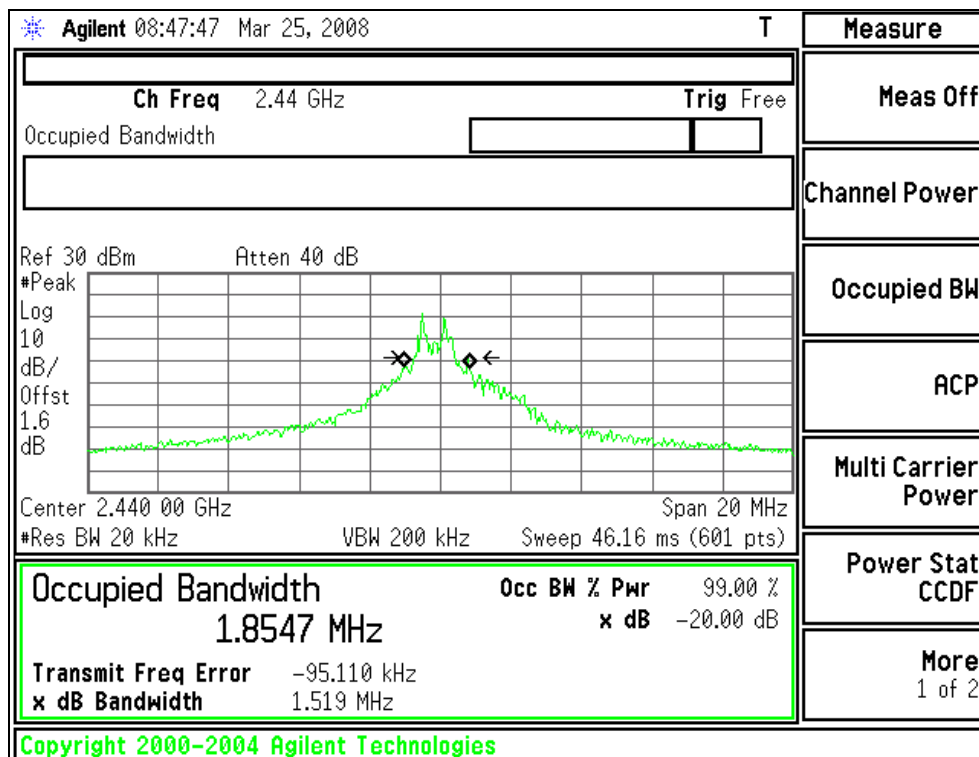 Agilent 08:47:47 Mar 25, 2008 T
Measure
Ch Freq 2.44 GHz Trig Free
Occupied Bandwidth
Meas Off
Channel Power
Occupied BW
ACP
Multi Carrier
Power
Power Stat
CCDF
More
1 of 2
Ref 30 dBm Atten 40 dB
#Peak
Log
10
dB/
Offst
1.6
dB
Center 2.440 00 GHz Span 20 MHz
#Res BW 20 kHz VBW 200 kHz Sweep 46.16 ms (601 pts)
Occupied Bandwidth Occ BW % Pwr 99.00 %
1.8547 MHz x dB -20.00 dB
Transmit Freq Error -95.110 kHz
x dB Bandwidth 1.519 MHz
Copyright 2000-2004 Agilent Technologies